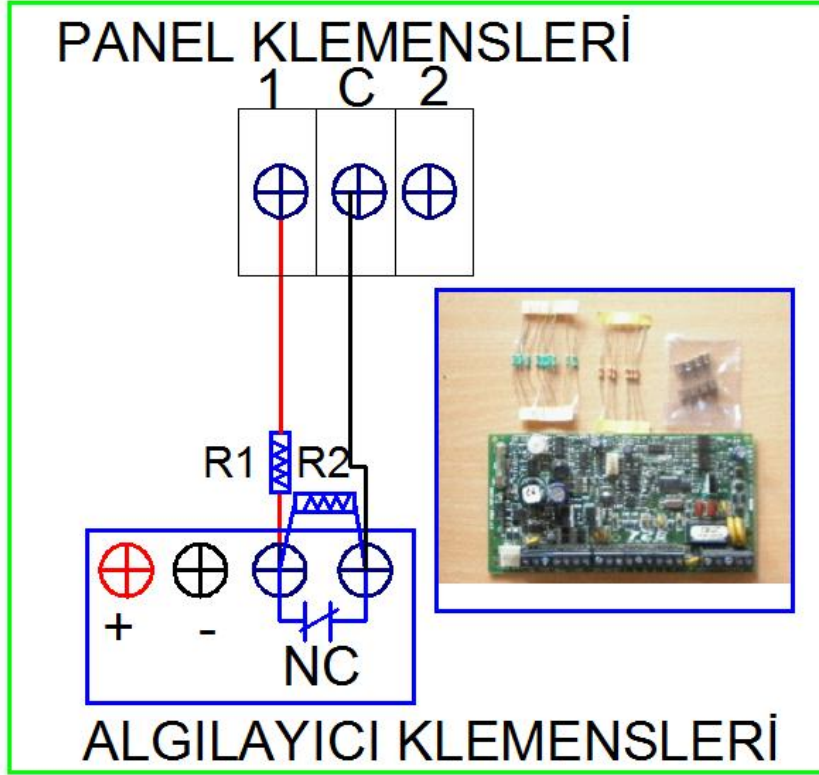 PANEL KLEMENSLERİ
1 C 2
R1 R2
+ -
NC
ALGILAYICI KLEMENSLERİ